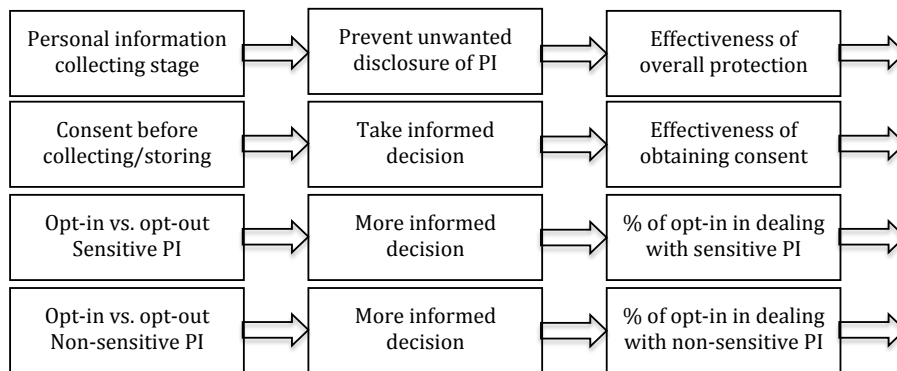 Personal information
collecting stage
Prevent unwanted
disclosure of PI
Effectiveness of
overall protection
Consent before
collecting/storing
Take informed
decision
Effectiveness of
obtaining consent
Opt-in vs. opt-out
Sensitive PI
More informed
decision
% of opt-in in dealing
with sensitive PI
Opt-in vs. opt-out
Non-sensitive PI
More informed
decision
% of opt-in in dealing
with non-sensitive PI